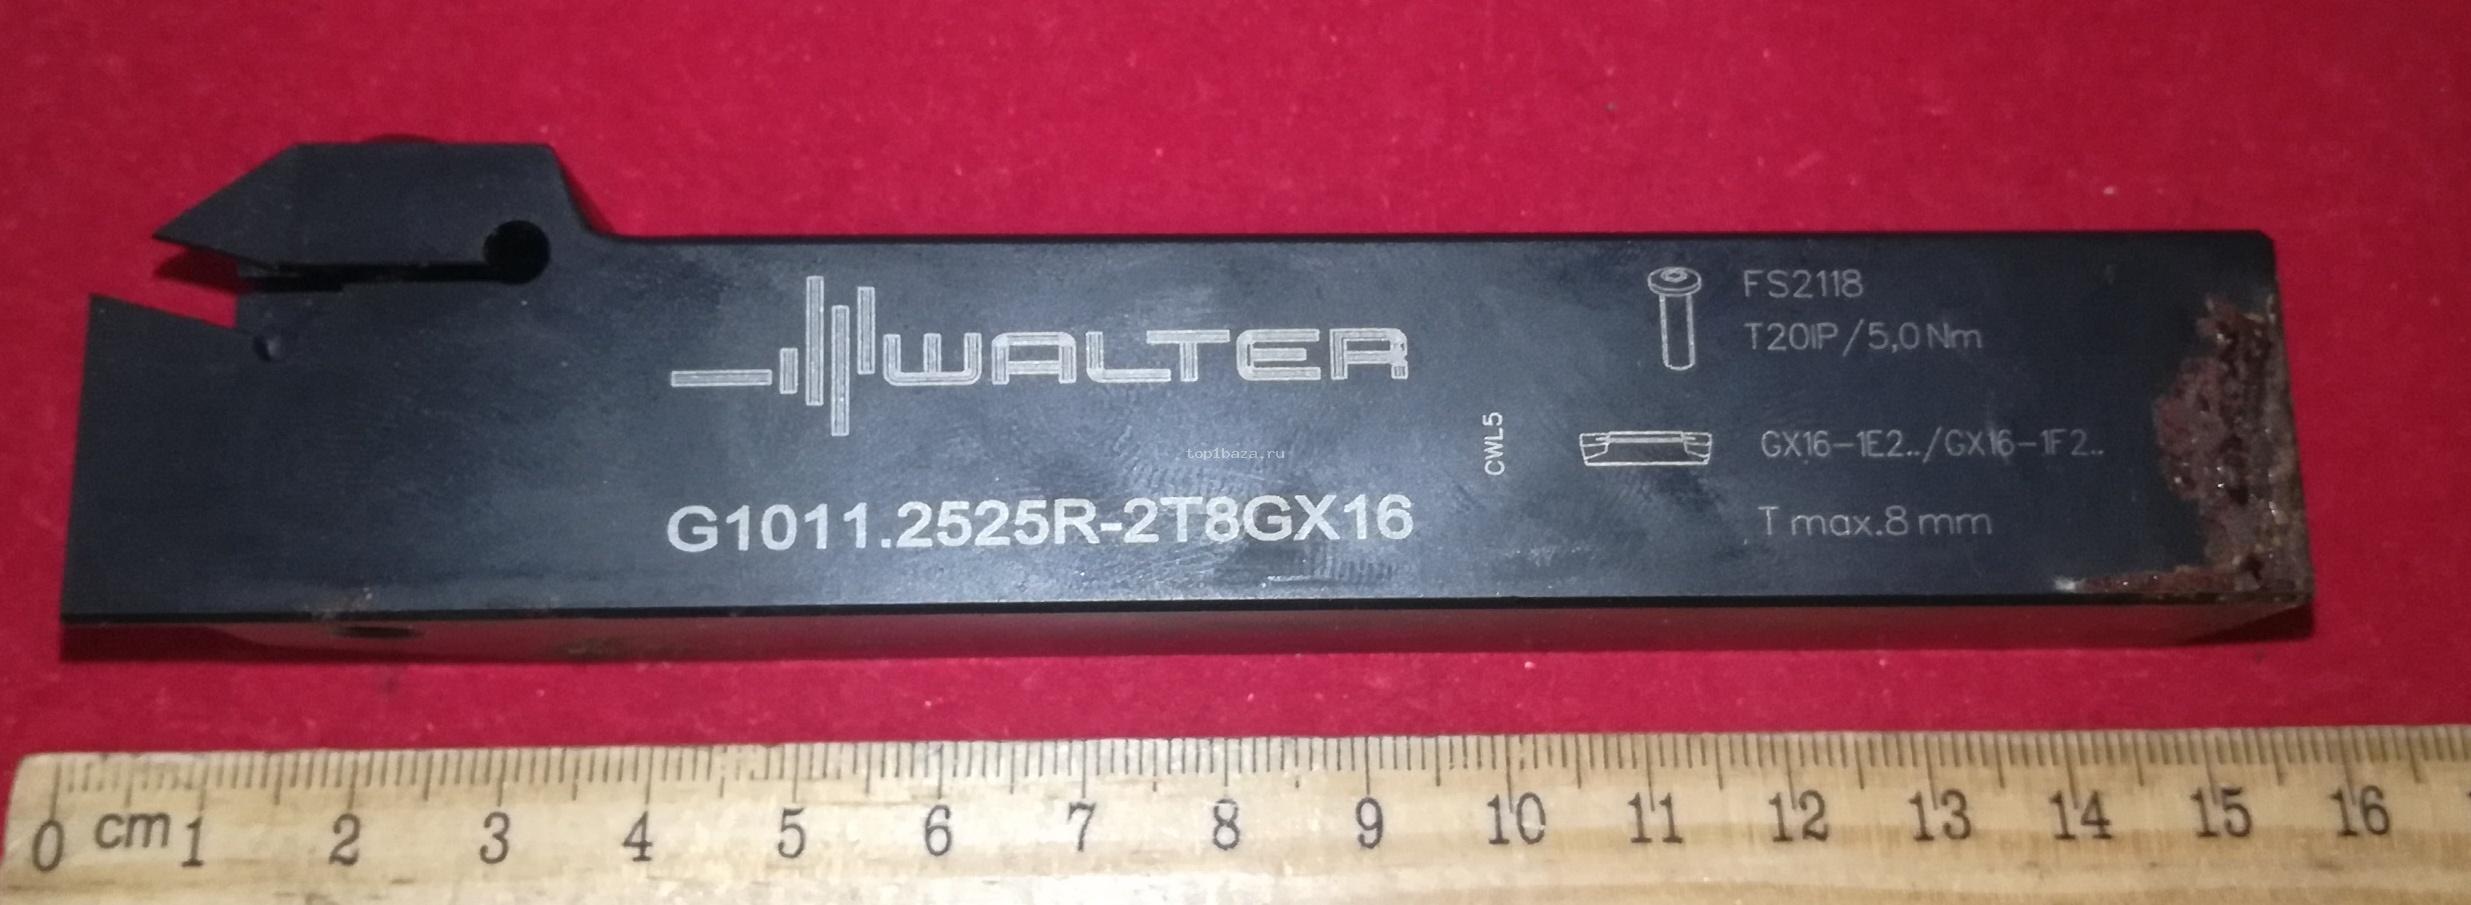 WALTER
G1011.2525R-2T8GX16
CWL5
FS2118
T20IP/5,0 Nm
GX16-1E2../GX16-1F2..
T max.8 mm
top1baza.ru
0 cm 1 2 3 4 5 6 7 8 9 10 11 12 13 14 15 16